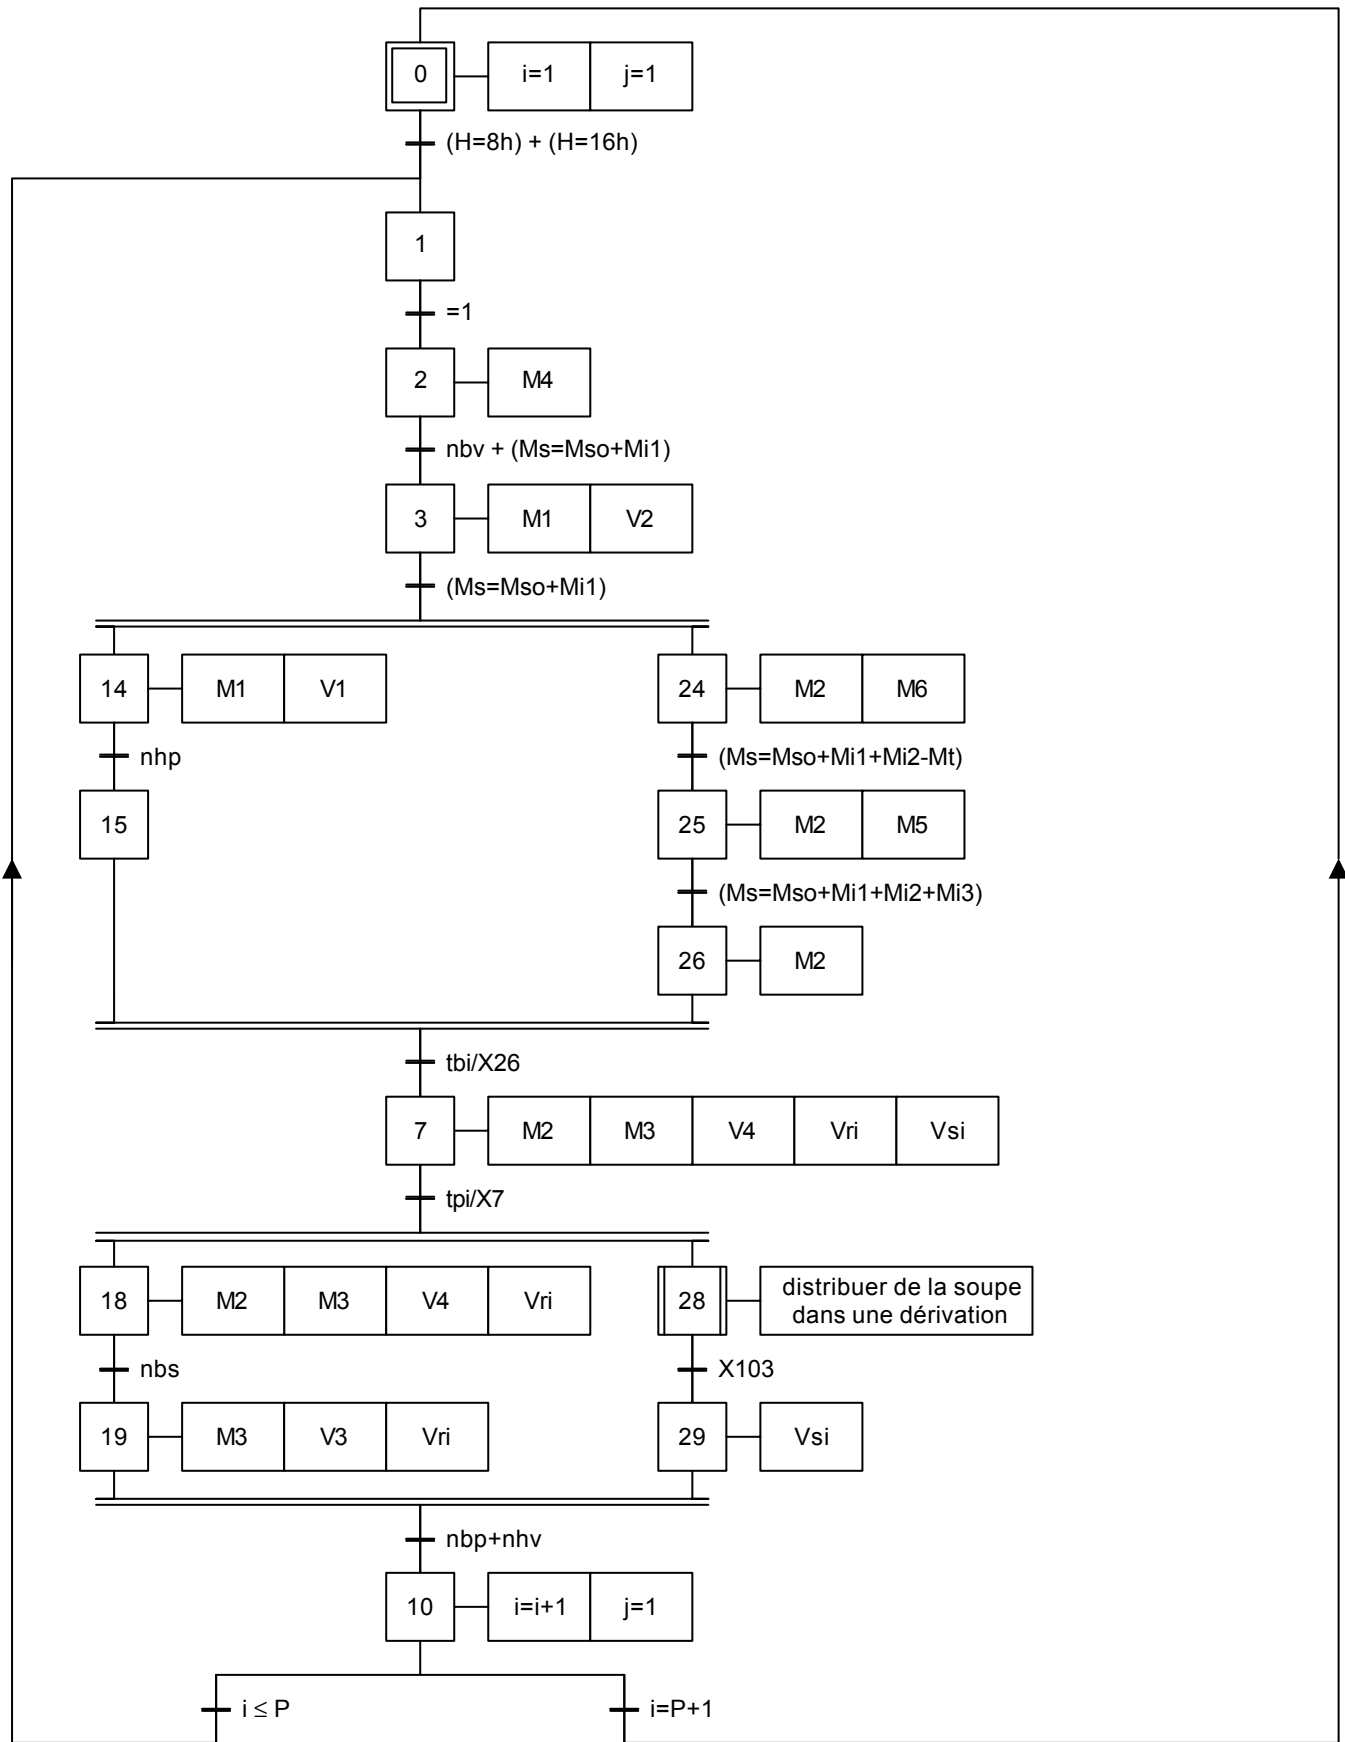 0 i=1 j=1
(H=8h) + (H=16h)
1
=1
2 M4
nbv + (Ms=Mso+Mi1)
3 M1 V2
(Ms=Mso+Mi1)
14 M1 V1 24 M2 M6
nhp (Ms=Mso+Mi1+Mi2-Mt)
15 25 M2 M5
(Ms=Mso+Mi1+Mi2+Mi3)
26 M2
tbi/X26
7 M2 M3 V4 Vri Vsi
tpi/X7
18 M2 M3 V4 Vri 28 distribuer de la soupe
dans une dérivation
nbs X103
19 M3 V3 Vri 29 Vsi
nbp+nhv
10 i=i+1 j=1
i ≤ P i=P+1